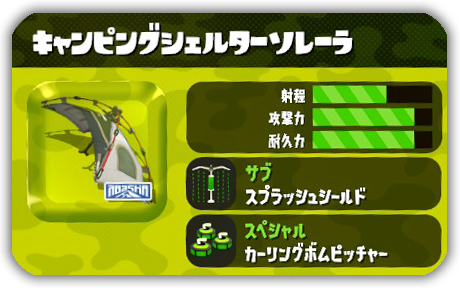 キャンピングシェルターソレーラ
射程
攻撃力
耐久力
サブ
スプラッシュシールド
スペシャル
カーリングボムピッチャー